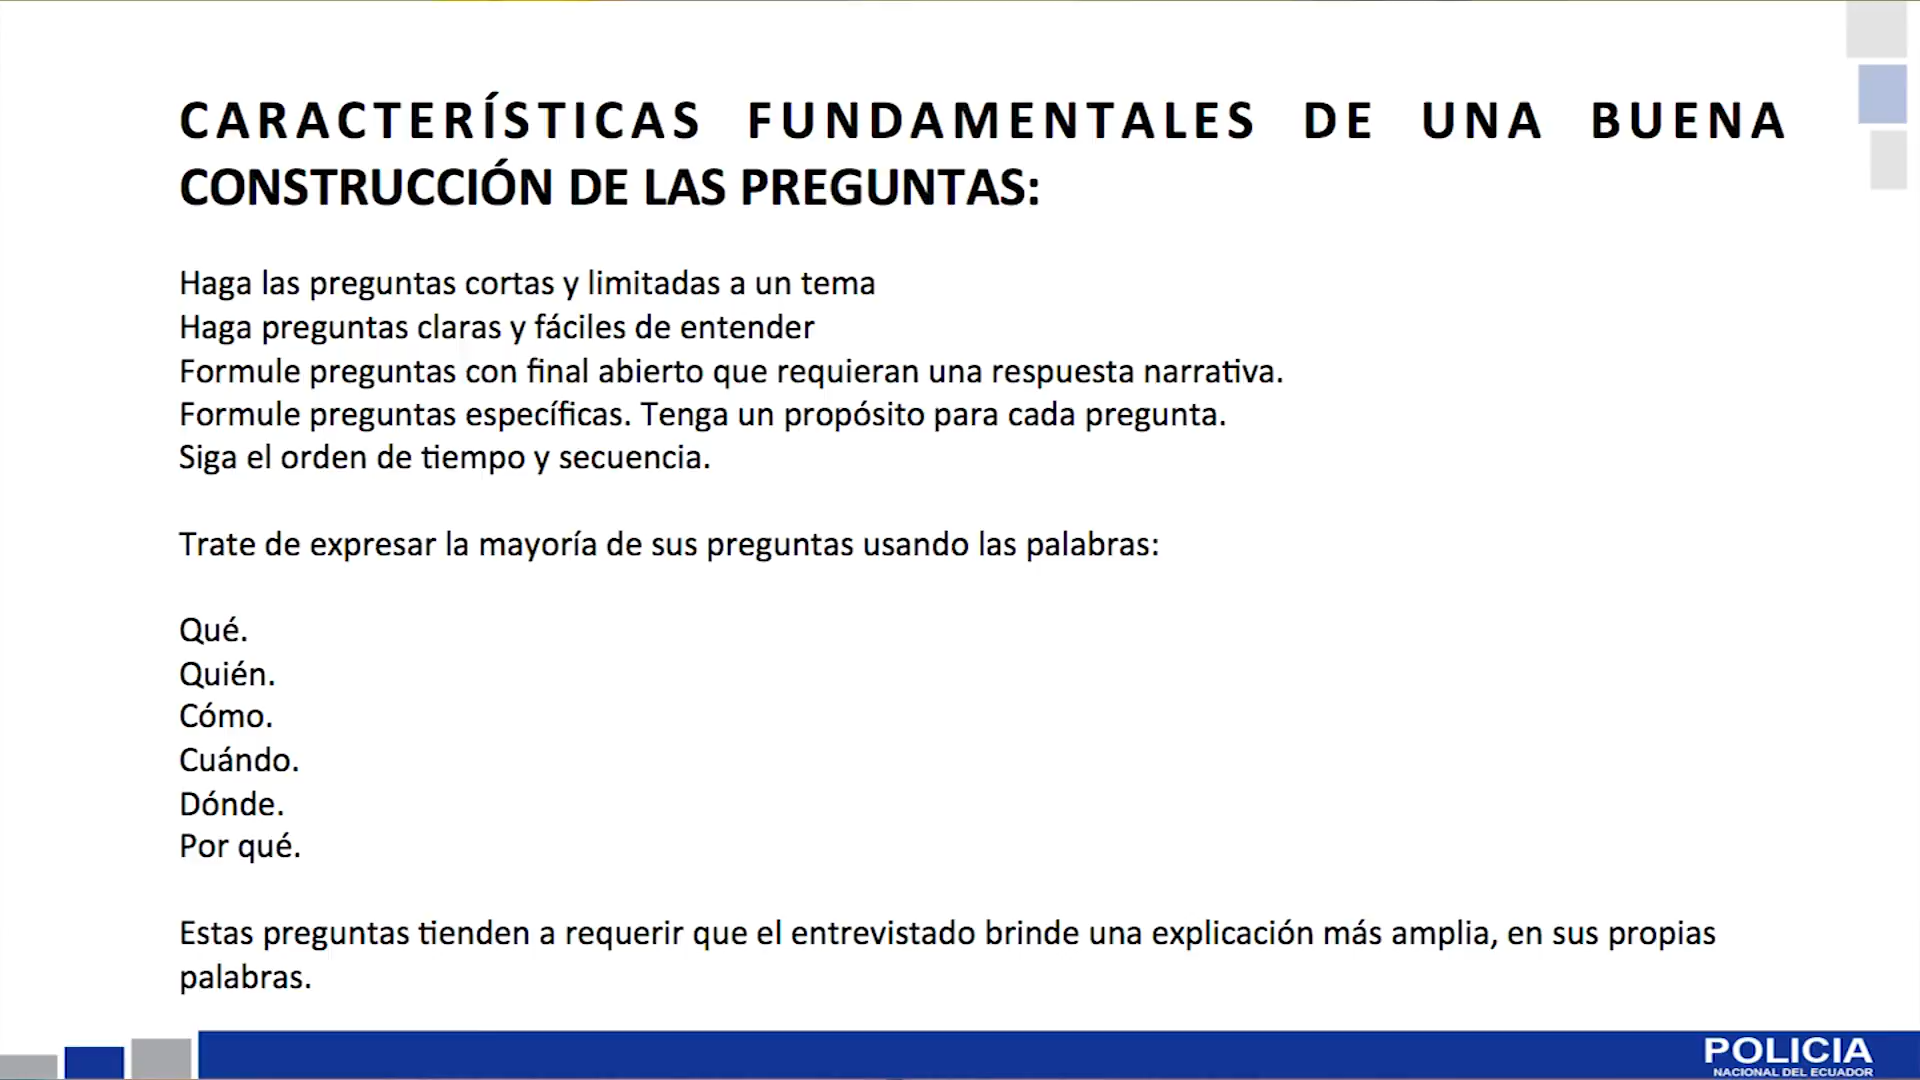 CARACTERÍSTICAS FUNDAMENTALES DE UNA BUENA
CONSTRUCCIÓN DE LAS PREGUNTAS:
Haga las preguntas cortas y limitadas a un tema
Haga preguntas claras y fáciles de entender
Formule preguntas con final abierto que requieran una respuesta narrativa.
Formule preguntas específicas. Tenga un propósito para cada pregunta.
Siga el orden de tiempo y secuencia.
Trate de expresar la mayoría de sus preguntas usando las palabras:
Qué.
Quién.
Cómo.
Cuándo.
Dónde.
Por qué.
Estas preguntas tienden a requerir que el entrevistado brinde una explicación más amplia, en sus propias
palabras.
POLICIA
NACIONAL DEL ECUADOR